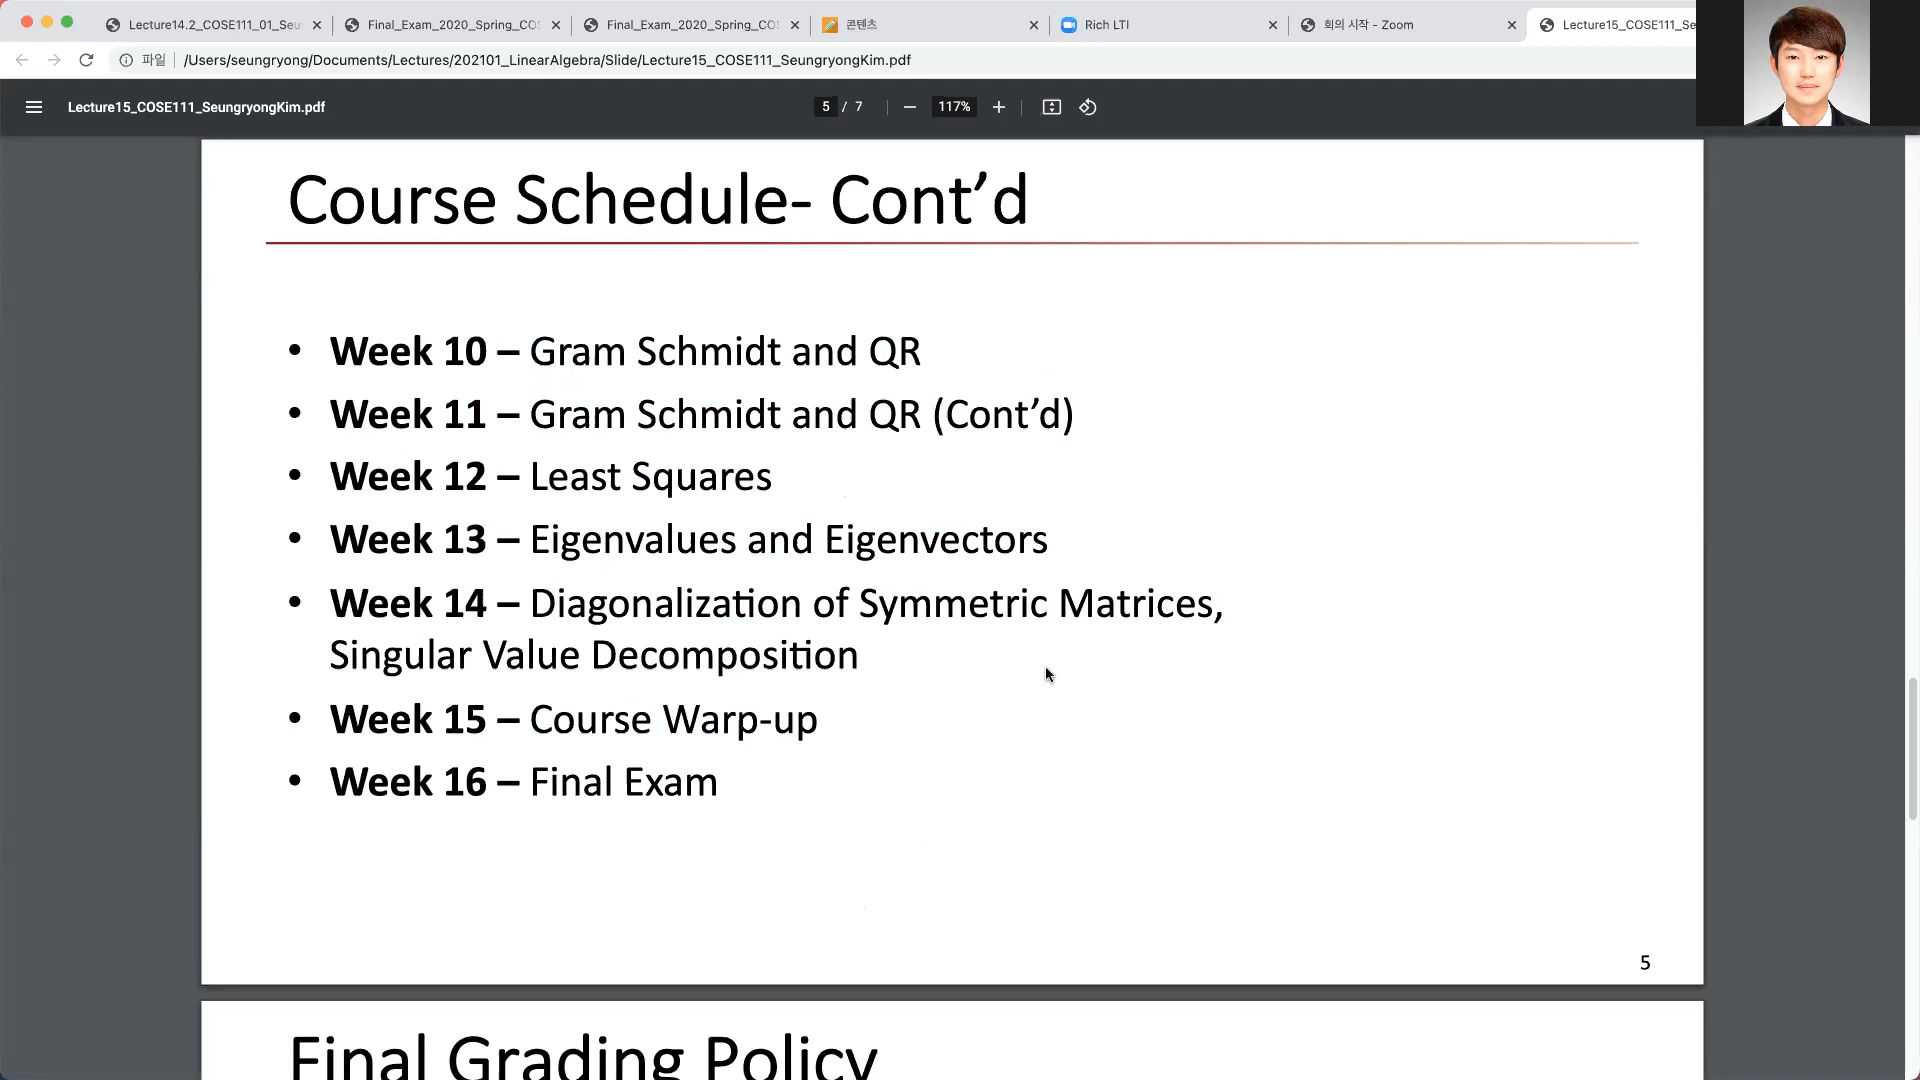 Lecture14.2_COSE111_01_Seu
Final_Exam_2020_Spring_COS
Final_Exam_2020_Spring_COS
콘텐츠
Rich LTI
회의 시작 - Zoom
Lecture15_COSE111_Se
파일
/Users/seungryong/Documents/Lectures/202101_LinearAlgebra/Slide/Lecture15_COSE111_SeungryongKim.pdf
Lecture15_COSE111_SeungryongKim.pdf
5 / 7
117%
Course Schedule- Cont’d
• Week 10 – Gram Schmidt and QR
• Week 11 – Gram Schmidt and QR (Cont’d)
• Week 12 – Least Squares
• Week 13 – Eigenvalues and Eigenvectors
• Week 14 – Diagonalization of Symmetric Matrices,
Singular Value Decomposition
• Week 15 – Course Warp-up
• Week 16 – Final Exam
5
Final Grading Policy